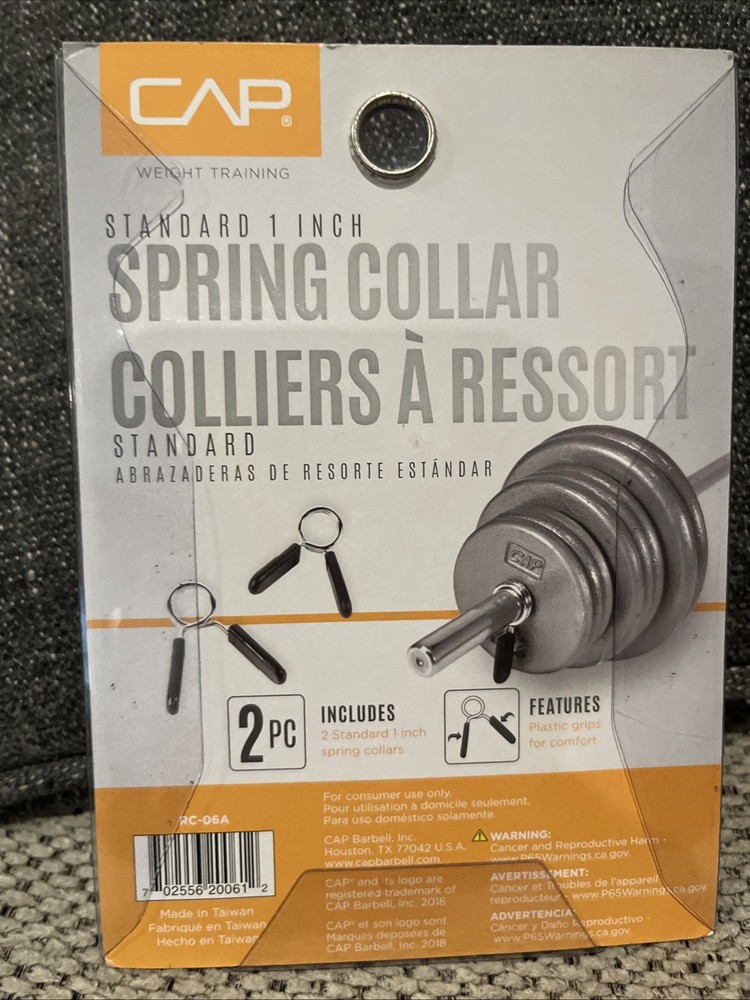 CAP®
WEIGHT TRAINING
STANDARD 1 INCH
SPRING COLLAR
COLLIERS À RESSORT
STANDARD
ABRAZADERAS DE RESORTE ESTÁNDAR
CAP
2 PC
INCLUDES
2 Standard 1 inch
spring collars
FEATURES
Plastic grips
for comfort
RC-06A
7 02556 20061 2
Made In Taiwan
Fabriqué en Taiwan
Hecho en Taiwan
For consumer use only.
Pour utilisation à domicile seulement.
Para uso doméstico solamente.
CAP Barbell, Inc.
Houston, TX 77042 U.S.A.
www.capbarbell.com
CAP® and its logo are
registered trademark of
CAP Barbell, Inc. 2018
CAP® et son logo sont
Marques deposées de
CAP Barbell, Inc. 2018
WARNING:
Cancer and Reproductive Harm -
www.P65Warnings.ca.gov.
AVERTISSEMENT:
Cancer et Troubles de l'appareil
reproducteur - www.P65Warnings.ca.gov
ADVERTENCIA:
Cáncer y Daño Reproductivo -
www.P65Warnings.ca.gov.